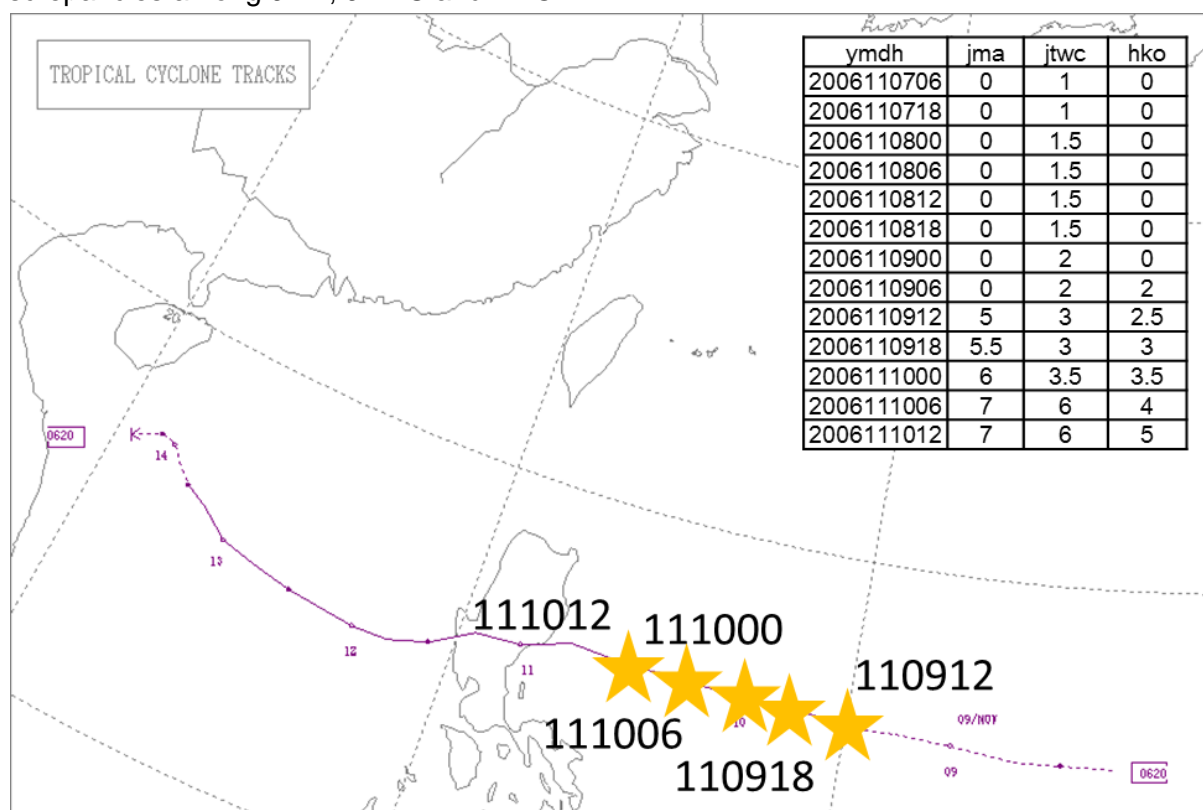 TROPICAL CYCLONE TRACKS
ymdh jma jtwc hko
2006110706 0 1 0
2006110718 0 1 0
2006110800 0 1.5 0
2006110806 0 1.5 0
2006110812 0 1.5 0
2006110818 0 1.5 0
2006110900 0 2 0
2006110906 0 2 2
2006110912 5 3 2.5
2006110918 5.5 3 3
2006111000 6 3.5 3.5
2006111006 7 6 4
2006111012 7 6 5
20
0620
14
13
12
11
111012
111000
110912
10
09/NOV
111006
110918
09
0620